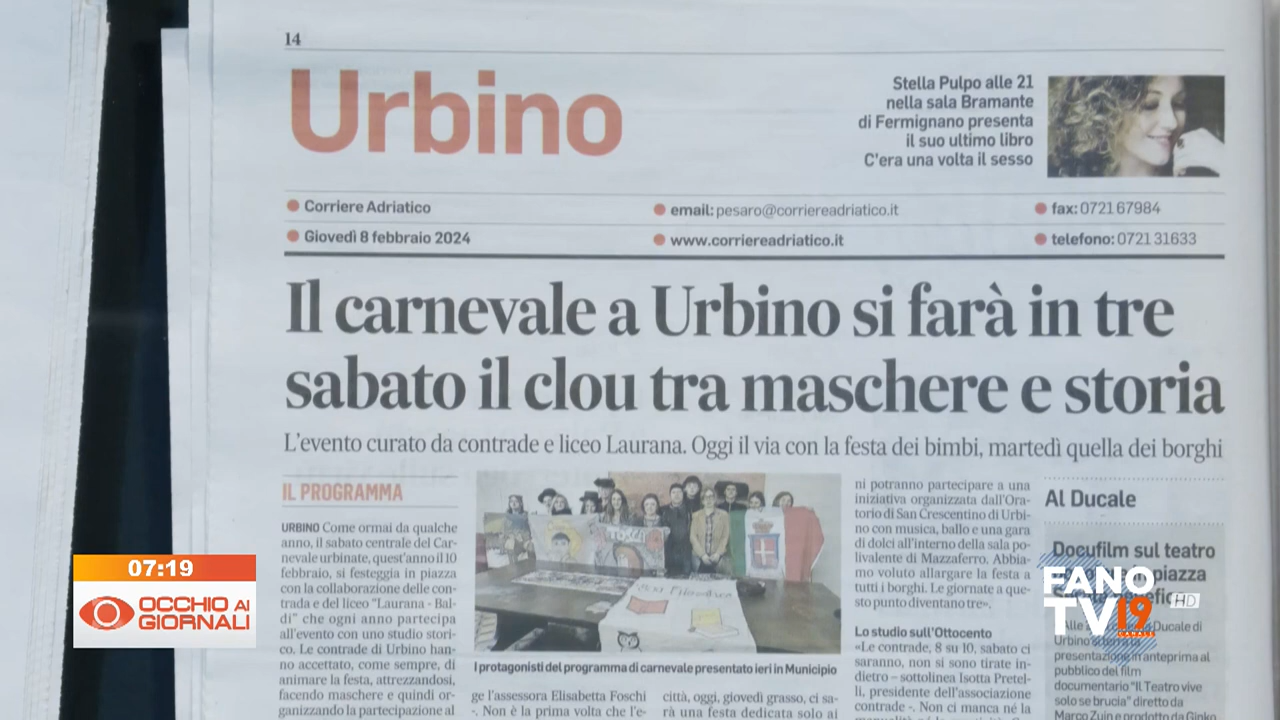 14
Urbino
Stella Pulpo alle 21
nella sala Bramante
di Fermignano presenta
il suo ultimo libro
C'era una volta il sesso
Corriere Adriatico
email: pesaro@corriereadriatico.it
fax: 0721 67984
Giovedì 8 febbraio 2024
www.corriereadriatico.it
telefono: 0721 31633
Il carnevale a Urbino si farà in tre
sabato il clou tra maschere e storia
L'evento curato da contrade e liceo Laurana. Oggi il via con la festa dei bimbi, martedì quella dei borghi
IL PROGRAMMA
URBINO Come ormai da qualche
anno, il sabato centrale del Car-
nevale urbinate, quest'anno il 10
febbraio, si festeggia in piazza
con la collaborazione delle con-
trada e del liceo "Laurana - Bal-
di" che ogni anno partecipa
all'evento con uno studio stori-
co. Le contrade di Urbino han-
no accettato, come sempre, di
animare la festa, attrezzandosi,
facendo maschere e quindi or-
ganizzando la partecipazione al
I protagonisti del programma di carnevale presentato ieri in Municipio
ge l'assessora Elisabetta Foschi
-. Non è la prima volta che l'e-
città, oggi, giovedì grasso, ci sa-
rà una festa dedicata solo ai
ni potranno partecipare a una
iniziativa organizzata dall'Ora-
torio di San Crescentino di Urbi-
no con musica, ballo e una gara
di dolci all'interno della sala po-
livalente di Mazzaferro. Abbia-
mo voluto allargare la festa a
tutti i borghi. Le giornate a que-
sto punto diventano tre».
Lo studio sull'Ottocento
«Le contrade, 8 su 10, sabato ci
saranno, non si sono tirate in-
dietro – sottolinea Isotta Pretel-
li, presidente dell'associazione
contrade -. Non ci manca né la
Al Ducale
Docufilm sul teatro
piazza
Ducale di
Urbino
presentazione in anteprima al
pubblico del film
documentario "Il Teatro vive
solo se brucia" diretto da
Marco Zuin e prodotto da Ginko
07:19
OCCHIO AI
GIORNALI
FANO
TV 19 HD
CANALE